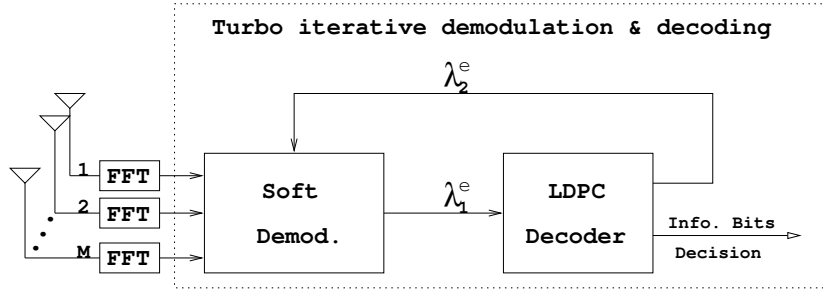 Turbo iterative demodulation & decoding
λ₂ᵉ
1 FFT
2 FFT
M FFT
Soft
Demod.
λ₁ᵉ
LDPC
Decoder
Info. Bits
Decision